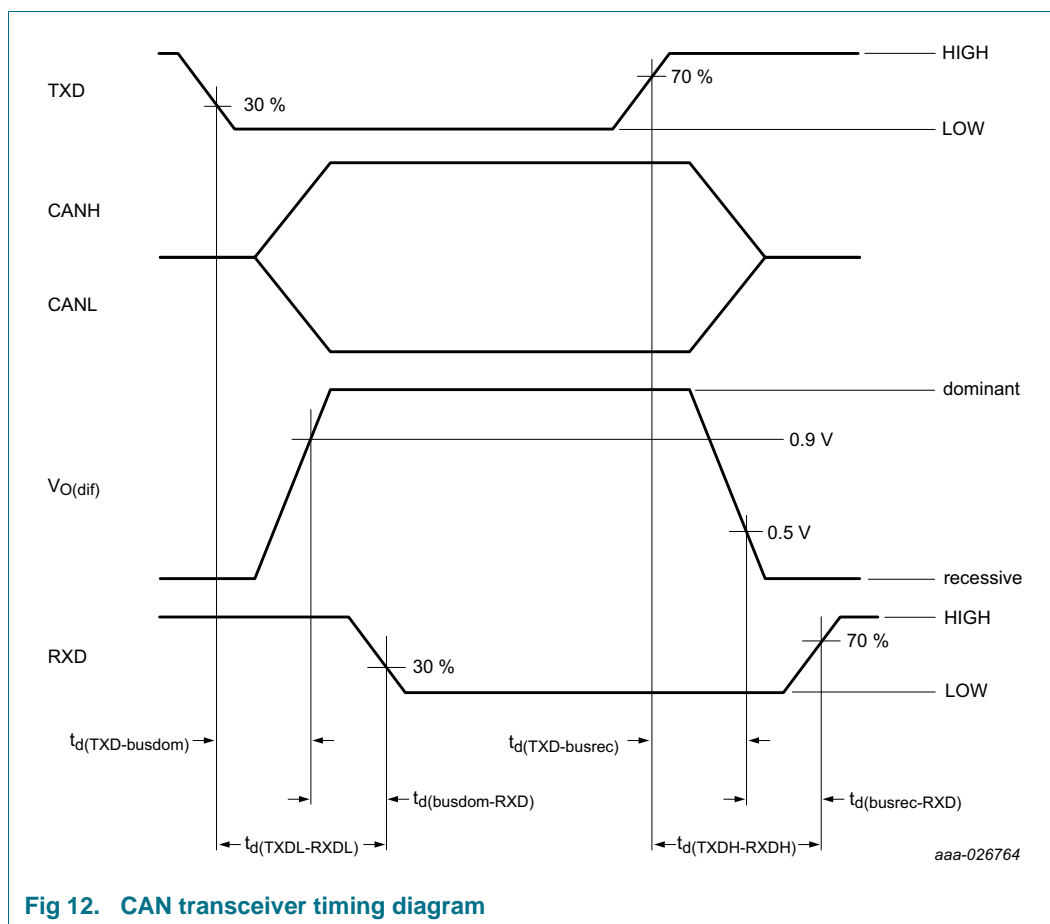 HIGH
TXD
70 %
30 %
LOW
CANH
CANL
dominant
0.9 V
VO(dif)
0.5 V
recessive
HIGH
RXD
70 %
30 %
LOW
td(TXD-busdom)
td(TXD-busrec)
td(busdom-RXD)
td(busrec-RXD)
td(TXDL-RXDL)
td(TXDH-RXDH)
aaa-026764
Fig 12. CAN transceiver timing diagram